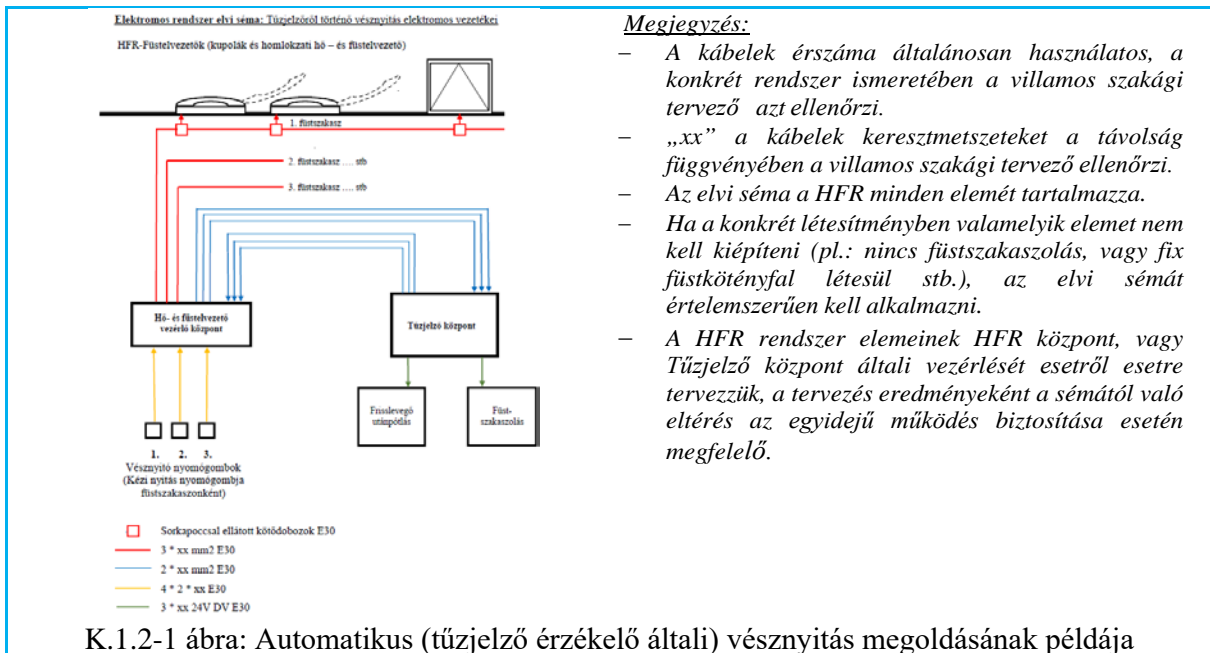 Elektromos rendszer elvi séma: Tűzjelzőről történő vésznyitás elektromos vezetékei
HFR-Füstelvezetők (kupolák és homlokzati hő – és füstelvezető)
1. füstszakasz
2. füstszakasz …. stb
3. füstszakasz …. stb
Hő- és füstelvezető
vezérlő központ
Tűzjelző központ
Frisslevegő
utánpótlás
Füst-
szakaszolás
1. 2. 3.
Vésznyitó nyomógombok
(Kézi nyitás nyomógombja
füstszakaszonként)
Sorkapoccsal ellátott kötődobozok E30
3 * xx mm2 E30
2 * xx mm2 E30
4 * 2 * xx E30
3 * xx 24V DV E30
Megjegyzés:
– A kábelek érszáma általánosan használatos, a
konkrét rendszer ismeretében a villamos szakági
tervező azt ellenőrzi.
– „xx” a kábelek keresztmetszeteket a távolság
függvényében a villamos szakági tervező ellenőrzi.
– Az elvi séma a HFR minden elemét tartalmazza.
– Ha a konkrét létesítményben valamelyik elemet nem
kell kiépíteni (pl.: nincs füstszakaszolás, vagy fix
füstkötényfal létesül stb.), az elvi sémát
értelemszerűen kell alkalmazni.
– A HFR rendszer elemeinek HFR központ, vagy
Tűzjelző központ általi vezérlését esetről esetre
tervezzük, a tervezés eredményeként a sémától való
eltérés az egyidejű működés biztosítása esetén
megfelelő.
K.1.2-1 ábra: Automatikus (tűzjelző érzékelő általi) vésznyitás megoldásának példája